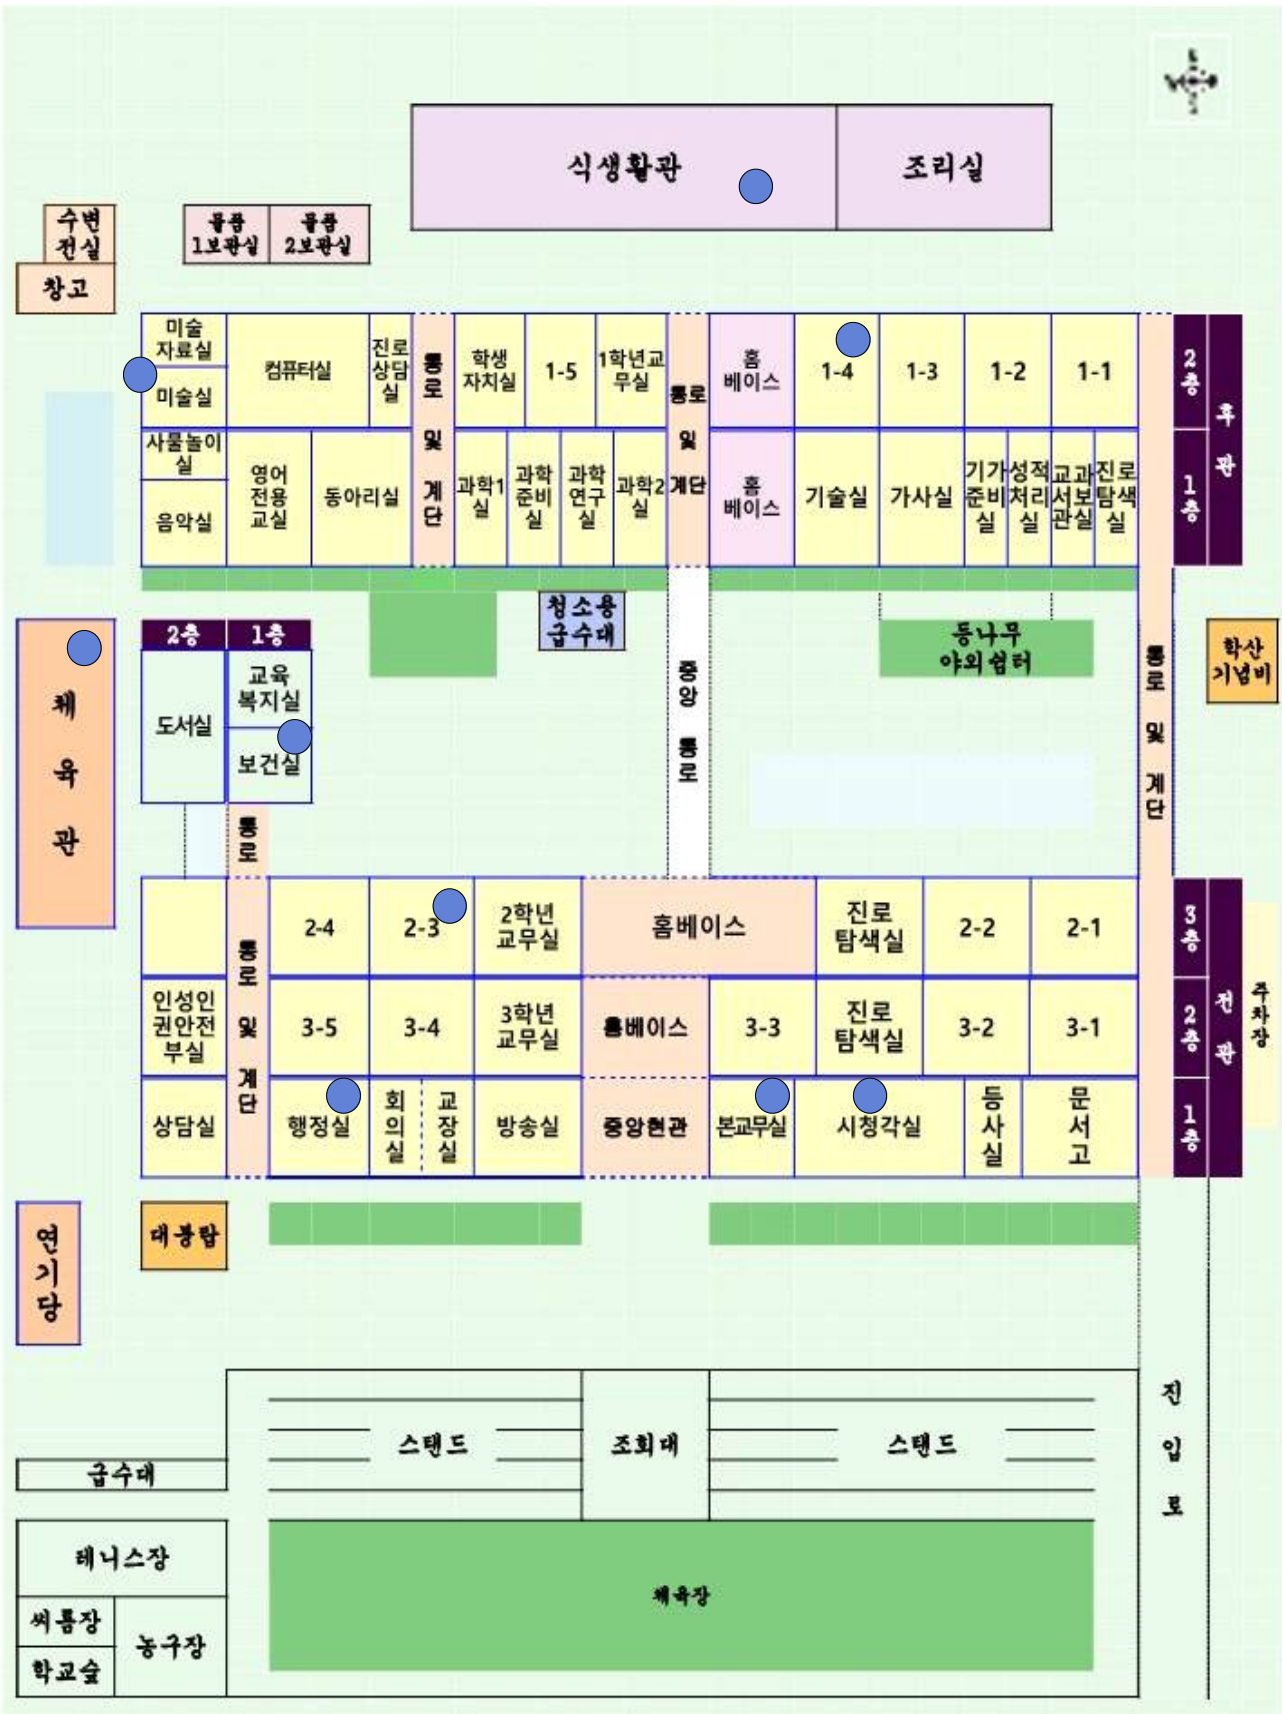 식생활관
조리실
수변
전실
창고
물품
1보관실
물품
2보관실
미술
자료실
미술실
컴퓨터실
진로
상담
실
통로 및 계단
학생
자치실
1-5
1학년교
무실
통로
및
계단
홈
베이스
1-4
1-3
1-2
1-1
2층
후관
사물놀이
실
음악실
영어
전용
교실
동아리실
과학1
실
과학
준비
실
과학
연구
실
과학2
실
홈
베이스
기술실
가사실
기가
준비
실
성적
처리
실
교과
서보
관실
진로
탐색
실
1층
청소용
급수대
등나무
야외쉼터
학산
기념비
체육관
2층
1층
도서실
교육
복지실
보건실
통로
중앙 통로
통로 및 계단
2-4
2-3
2학년
교무실
홈베이스
진로
탐색실
2-2
2-1
3층
전관
주차장
통로 및 계단
인성인
권안전
부실
3-5
3-4
3학년
교무실
홈베이스
3-3
진로
탐색실
3-2
3-1
2층
상담실
행정실
회의실
교장실
방송실
중앙현관
본교무실
시청각실
등사실
문서고
1층
연기당
대붕탑
스탠드
조회대
스탠드
진입로
급수대
테니스장
씨름장
농구장
학교숲
체육장